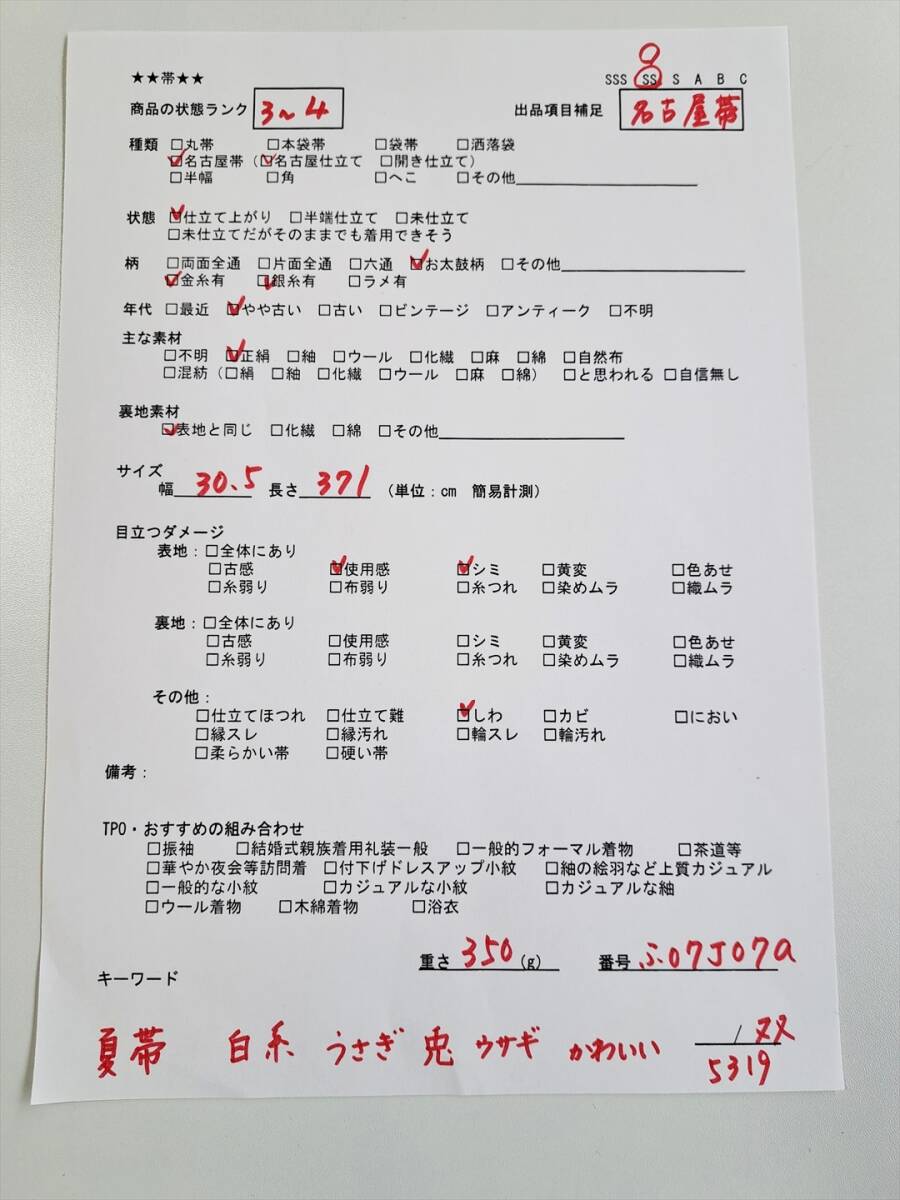 ★★帯★★
SSS SS S A B C
商品の状態ランク 3~4 出品項目補足 名古屋帯
種類 □丸帯 □本袋帯 □袋帯 □洒落袋
☑名古屋帯(☑名古屋仕立て □開き仕立て)
□半幅 □角 □へこ □その他
状態 ☑仕立て上がり □半端仕立て □未仕立て
□未仕立てだがそのままでも着用できそう
柄 □両面全通 □片面全通 □六通 ☑お太鼓柄 □その他
☑金糸有 ☑銀糸有 □ラメ有
年代 □最近 ☑やや古い □古い □ビンテージ □アンティーク □不明
主な素材
□不明 ☑正絹 □紬 □ウール □化繊 □麻 □綿 □自然布
□混紡(□絹 □紬 □化繊 □ウール □麻 □綿) □と思われる □自信無し
裏地素材
☑表地と同じ □化繊 □綿 □その他
サイズ
幅 30.5 長さ 371 (単位:cm 簡易計測)
目立つダメージ
表地:□全体にあり
□古感 ☑使用感 ☑シミ □黄変 □色あせ
□糸弱り □布弱り □糸つれ □染めムラ □織ムラ
裏地:□全体にあり
□古感 □使用感 □シミ □黄変 □色あせ
□糸弱り □布弱り □糸つれ □染めムラ □織ムラ
その他:
□仕立てほつれ □仕立て難 ☑しわ □カビ □におい
□縁スレ □縁汚れ □輪スレ □輪汚れ
□柔らかい帯 □硬い帯
備考:
TPO・おすすめの組み合わせ
□振袖 □結婚式親族着用礼装一般 □一般的フォーマル着物 □茶道等
□華やか夜会等訪問着 □付下げドレスアップ小紋 □紬の絵羽など上質カジュアル
□一般的な小紋 □カジュアルな小紋 □カジュアルな紬
□ウール着物 □木綿着物 □浴衣
重さ 350 (g) 番号 ふ07J07a
キーワード
夏帯 白系 うさぎ 兎 ウサギ かわいい /
5319